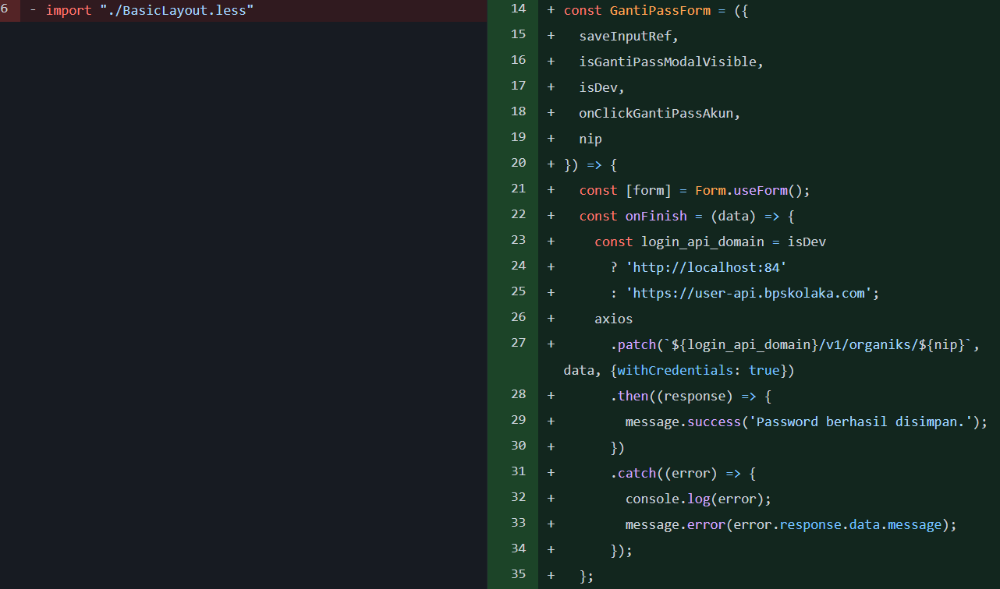 6 - import "./BasicLayout.less"
14 + const GantiPassForm = ({
15 +   saveInputRef,
16 +   isGantiPassModalVisible,
17 +   isDev,
18 +   onClickGantiPassAkun,
19 +   nip
20 + }) => {
21 +   const [form] = Form.useForm();
22 +   const onFinish = (data) => {
23 +     const login_api_domain = isDev
24 +       ? 'http://localhost:84'
25 +       : 'https://user-api.bpskolaka.com';
26 +     axios
27 +       .patch(`${login_api_domain}/v1/organiks/${nip}`,
data, {withCredentials: true})
28 +       .then((response) => {
29 +         message.success('Password berhasil disimpan.');
30 +       })
31 +       .catch((error) => {
32 +         console.log(error);
33 +         message.error(error.response.data.message);
34 +       });
35 +   };